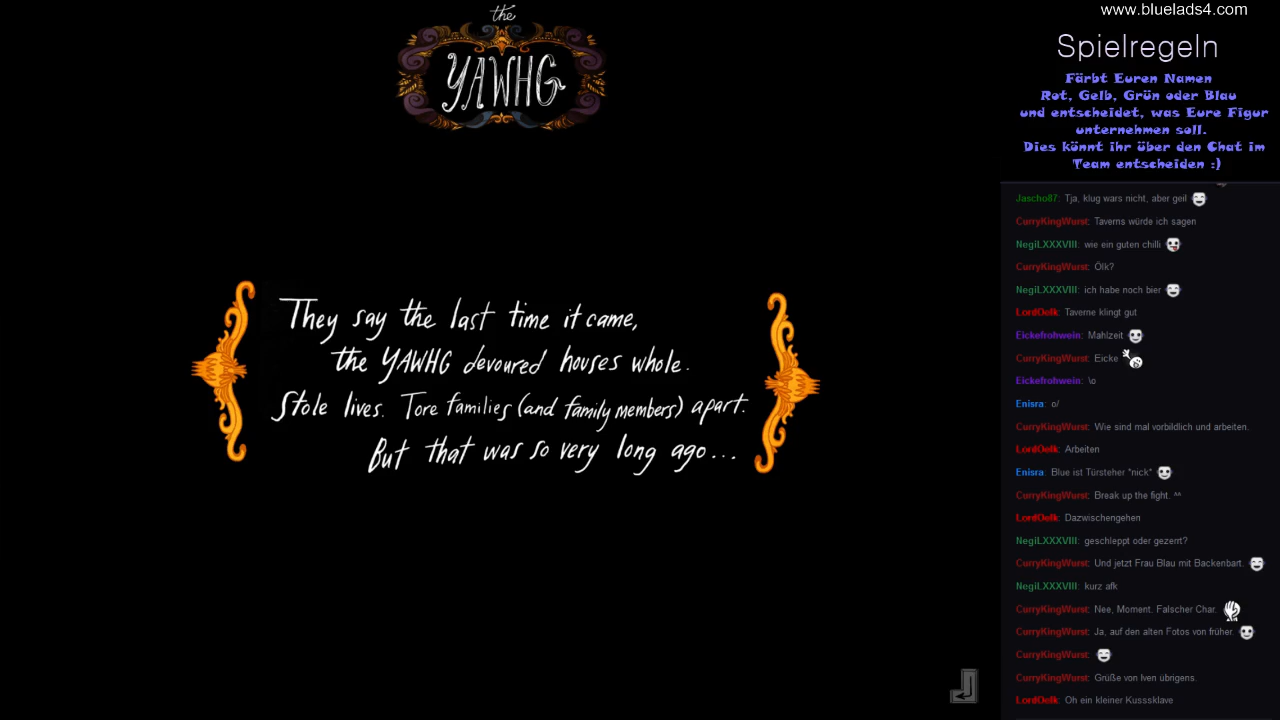 the
YAWHG
They say the last time it came,
the YAWHG devoured houses whole.
Stole lives. Tore families (and family members) apart.
But that was so very long ago...
www.bluelads4.com
Spielregeln
Färbt Euren Namen
Rot, Gelb, Grün oder Blau
und entscheidet, was Eure Figur
unternehmen soll.
Dies könnt ihr über den Chat im
Team entscheiden :)
Jascho87: Tja, klug wars nicht, aber geil
CurryKingWurst: Taverns würde ich sagen
NegiLXXXVIII: wie ein guten chilli
CurryKingWurst: Ölk?
NegiLXXXVIII: ich habe noch bier
LordOelk: Taverne klingt gut
Eickefrohwein: Mahlzeit
CurryKingWurst: Eicke
Eickefrohwein: \o
Enisra: o/
CurryKingWurst: Wie sind mal vorbildlich und arbeiten.
LordOelk: Arbeiten
Enisra: Blue ist Türsteher *nick*
CurryKingWurst: Break up the fight. ^^
LordOelk: Dazwischengehen
NegiLXXXVIII: geschleppt oder gezerrt?
CurryKingWurst: Und jetzt Frau Blau mit Backenbart.
NegiLXXXVIII: kurz afk
CurryKingWurst: Nee, Moment. Falscher Char.
CurryKingWurst: Ja, auf den alten Fotos von früher.
CurryKingWurst:
CurryKingWurst: Grüße von Iven übrigens.
LordOelk: Oh ein kleiner Kusssklave